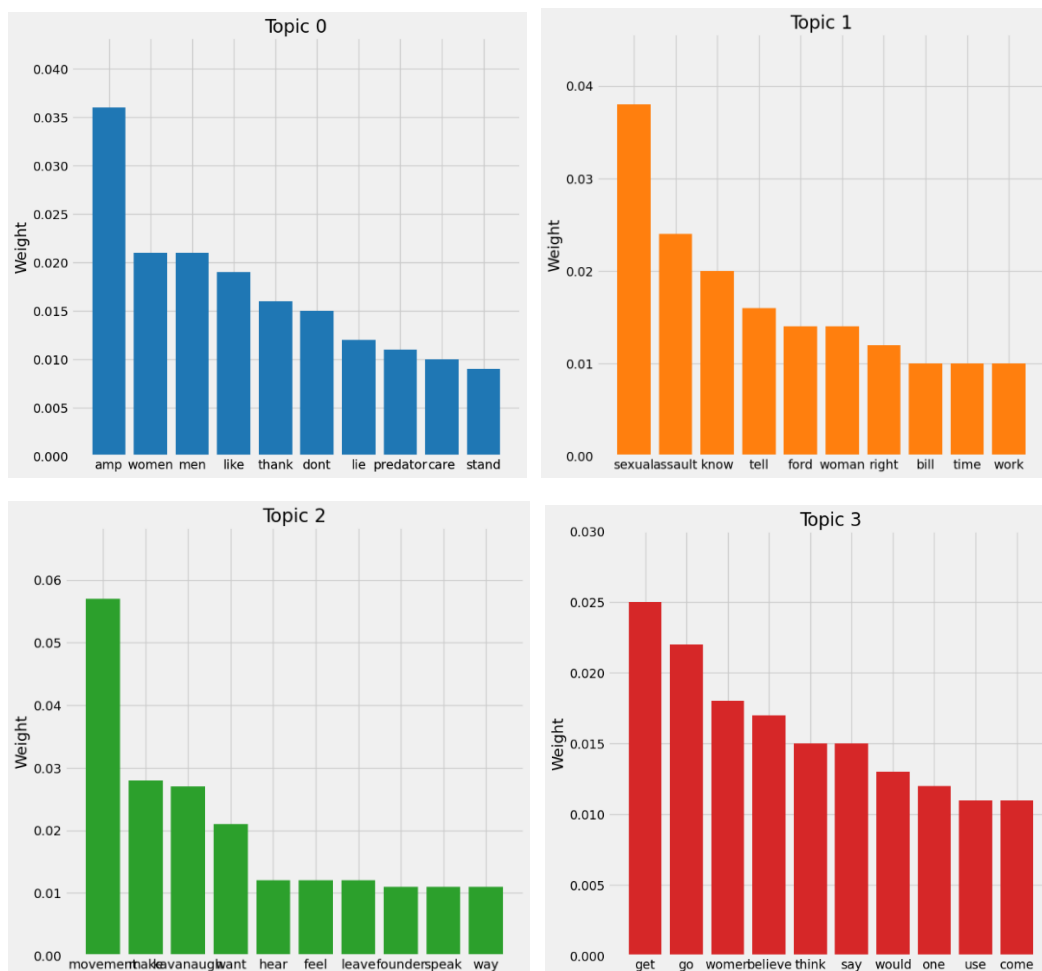 Topic 0
Weight
0.040
0.035
0.030
0.025
0.020
0.015
0.010
0.005
0.000
amp women men like thank dont lie predator care stand
Topic 1
Weight
0.04
0.03
0.02
0.01
0.00
sexual assault know tell ford woman right bill time work
Topic 2
Weight
0.06
0.05
0.04
0.03
0.02
0.01
0.00
movement make kavanaugh want hear feel leave founder speak way
Topic 3
Weight
0.030
0.025
0.020
0.015
0.010
0.005
0.000
get go women believe think say would one use come